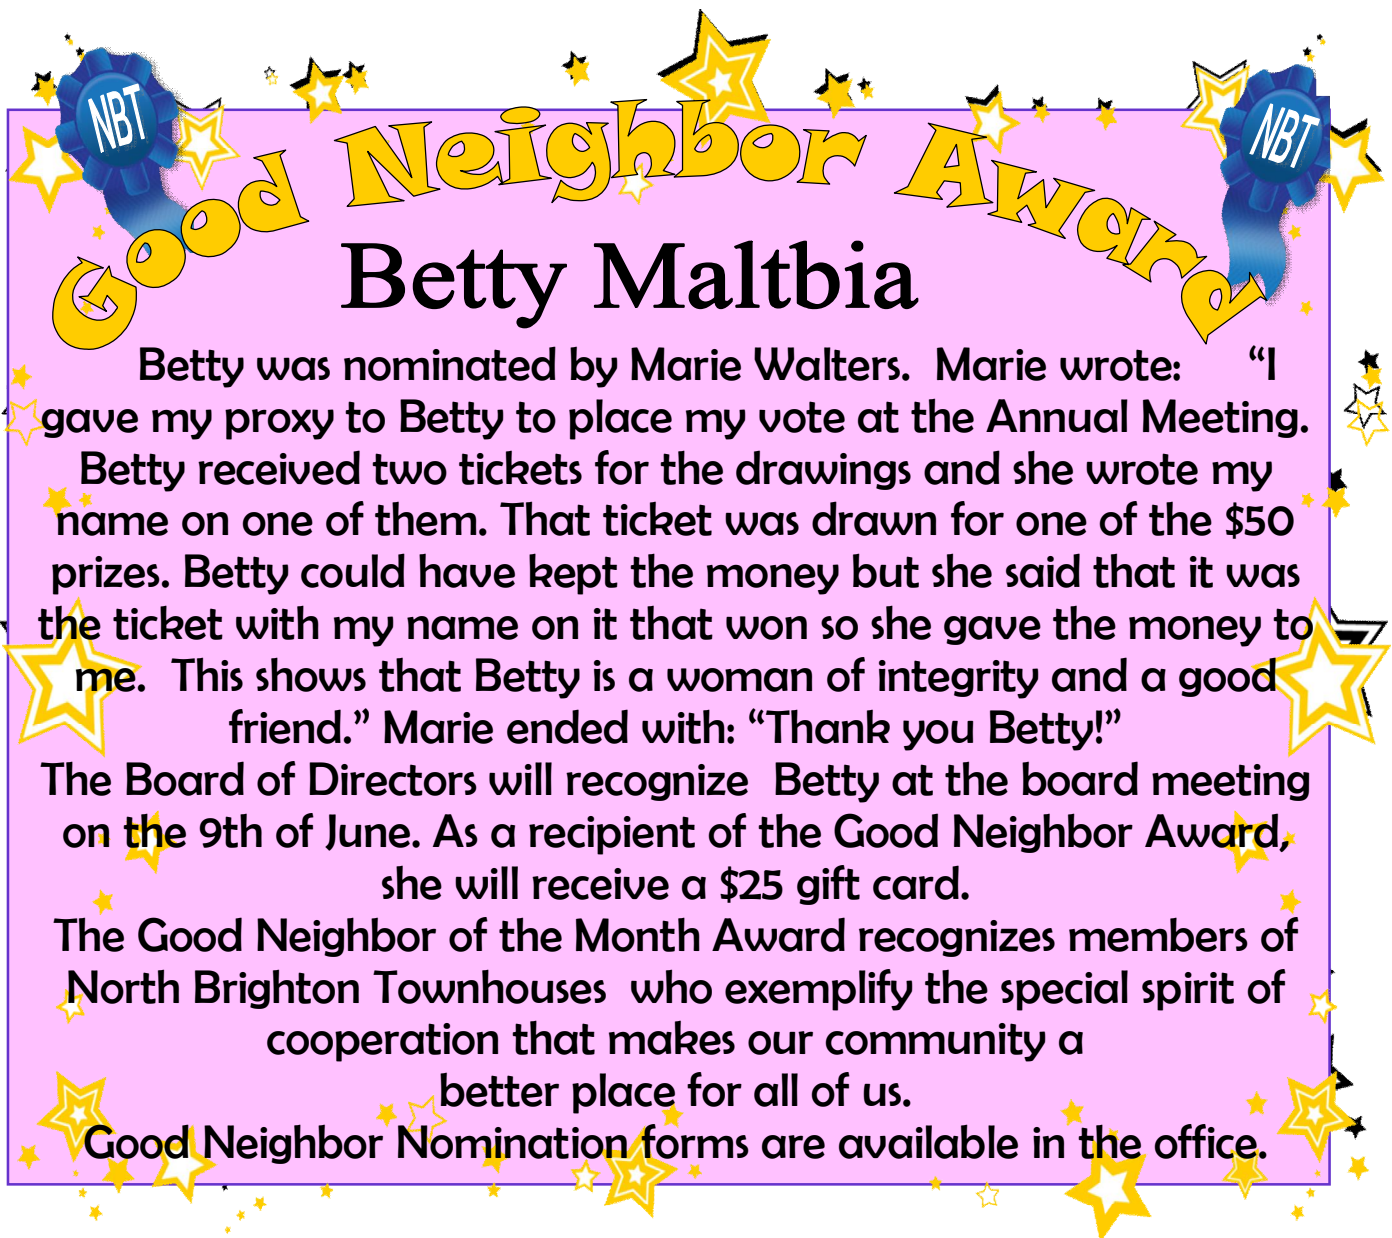 NBT
NBT
Good Neighbor Award
Betty Maltbia
Betty was nominated by Marie Walters. Marie wrote: “I
gave my proxy to Betty to place my vote at the Annual Meeting.
Betty received two tickets for the drawings and she wrote my
name on one of them. That ticket was drawn for one of the $50
prizes. Betty could have kept the money but she said that it was
the ticket with my name on it that won so she gave the money to
me. This shows that Betty is a woman of integrity and a good
friend.” Marie ended with: “Thank you Betty!”
The Board of Directors will recognize Betty at the board meeting
on the 9th of June. As a recipient of the Good Neighbor Award,
she will receive a $25 gift card.
The Good Neighbor of the Month Award recognizes members of
North Brighton Townhouses who exemplify the special spirit of
cooperation that makes our community a
better place for all of us.
Good Neighbor Nomination forms are available in the office.